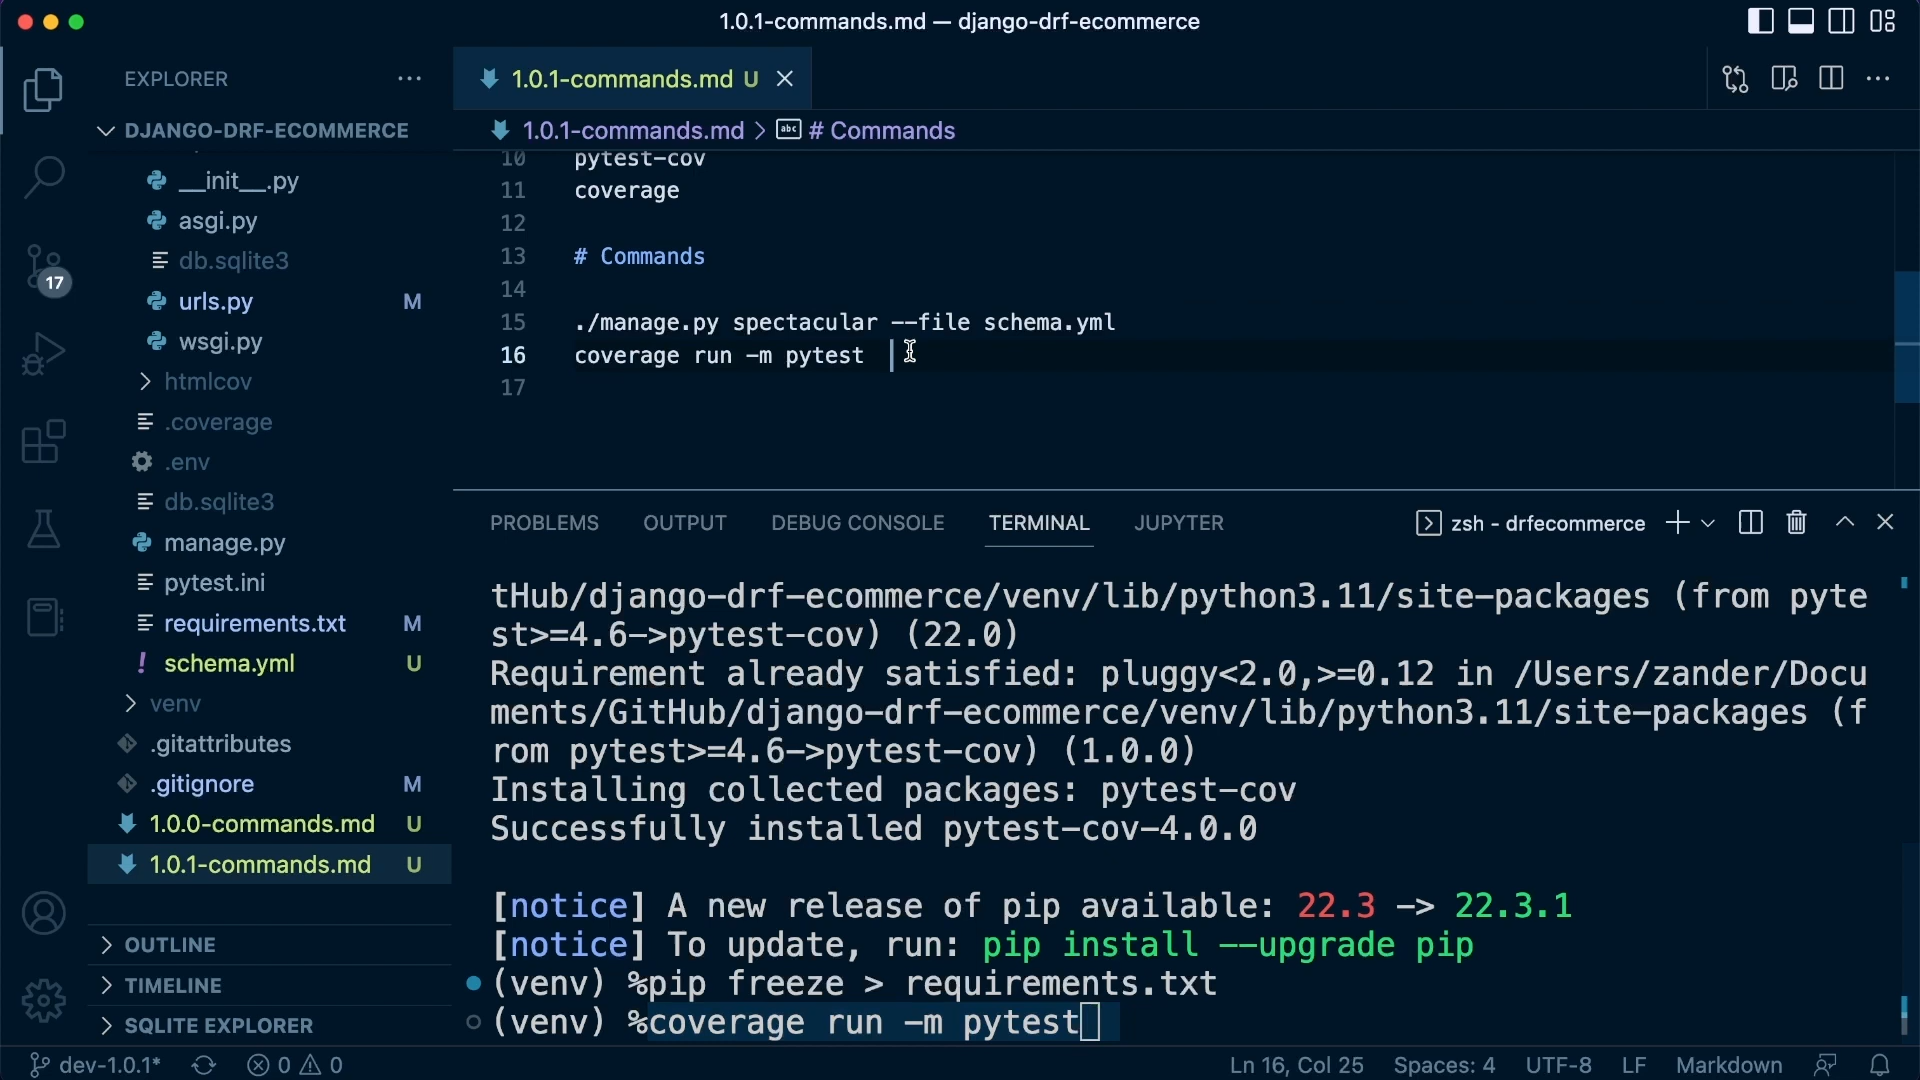 1.0.1-commands.md — django-drf-ecommerce
EXPLORER
DJANGO-DRF-ECOMMERCE
__init__.py
asgi.py
db.sqlite3
urls.py M
wsgi.py
htmlcov
.coverage
.env
db.sqlite3
manage.py
pytest.ini
requirements.txt M
schema.yml U
venv
.gitattributes
.gitignore M
1.0.0-commands.md U
1.0.1-commands.md U
OUTLINE
TIMELINE
SQLITE EXPLORER
17
1.0.1-commands.md U
1.0.1-commands.md > abc # Commands
10 pytest-cov
11 coverage
12
13 # Commands
14
15 ./manage.py spectacular --file schema.yml
16 coverage run -m pytest
17
PROBLEMS OUTPUT DEBUG CONSOLE TERMINAL JUPYTER
zsh - drfecommerce
tHub/django-drf-ecommerce/venv/lib/python3.11/site-packages (from pyte
st>=4.6->pytest-cov) (22.0)
Requirement already satisfied: pluggy<2.0,>=0.12 in /Users/zander/Docu
ments/GitHub/django-drf-ecommerce/venv/lib/python3.11/site-packages (f
rom pytest>=4.6->pytest-cov) (1.0.0)
Installing collected packages: pytest-cov
Successfully installed pytest-cov-4.0.0
[notice] A new release of pip available: 22.3 -> 22.3.1
[notice] To update, run: pip install --upgrade pip
(venv) %pip freeze > requirements.txt
(venv) %coverage run -m pytest
dev-1.0.1* 0 0
Ln 16, Col 25 Spaces: 4 UTF-8 LF Markdown